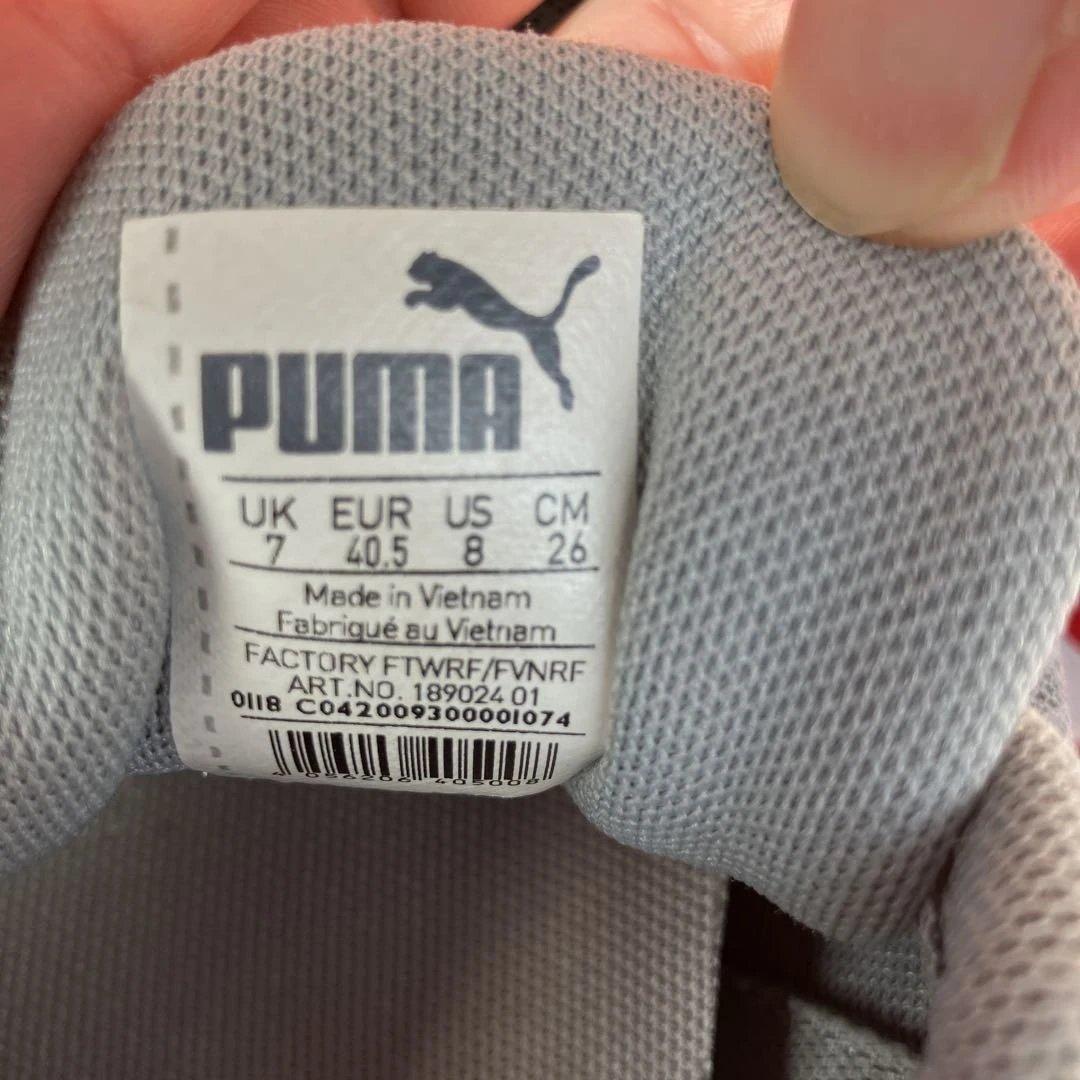 PUMA
UK EUR US CM
7 40.5 8 26
Made in Vietnam
Fabriqué au Vietnam
FACTORY FTWRF/FVNRF
ART.NO. 189024 01
0118 C0420093000001074